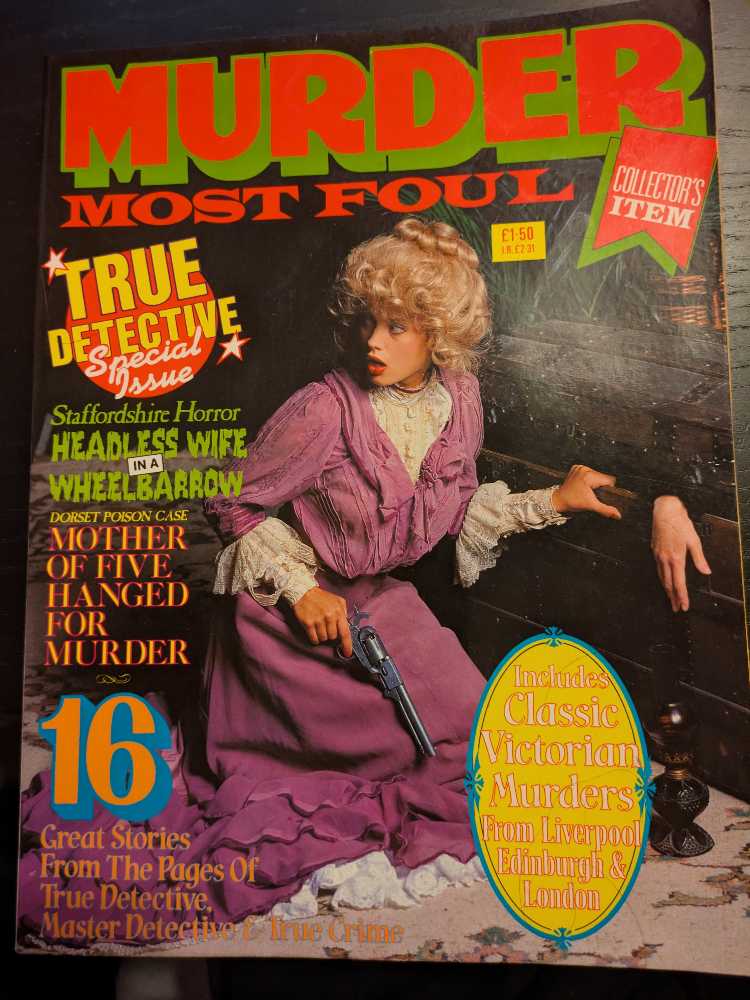 MURDER
MOST FOUL
COLLECTOR'S
ITEM
£1·50
I.R.£2·31
TRUE
DETECTIVE
Special
Issue
Staffordshire Horror
HEADLESS WIFE
IN A
WHEELBARROW
DORSET POISON CASE
MOTHER
OF FIVE
HANGED
FOR
MURDER
16
Great Stories
From The Pages Of
True Detective,
Master Detective & True Crime
Includes
Classic
Victorian
Murders
From Liverpool
Edinburgh &
London